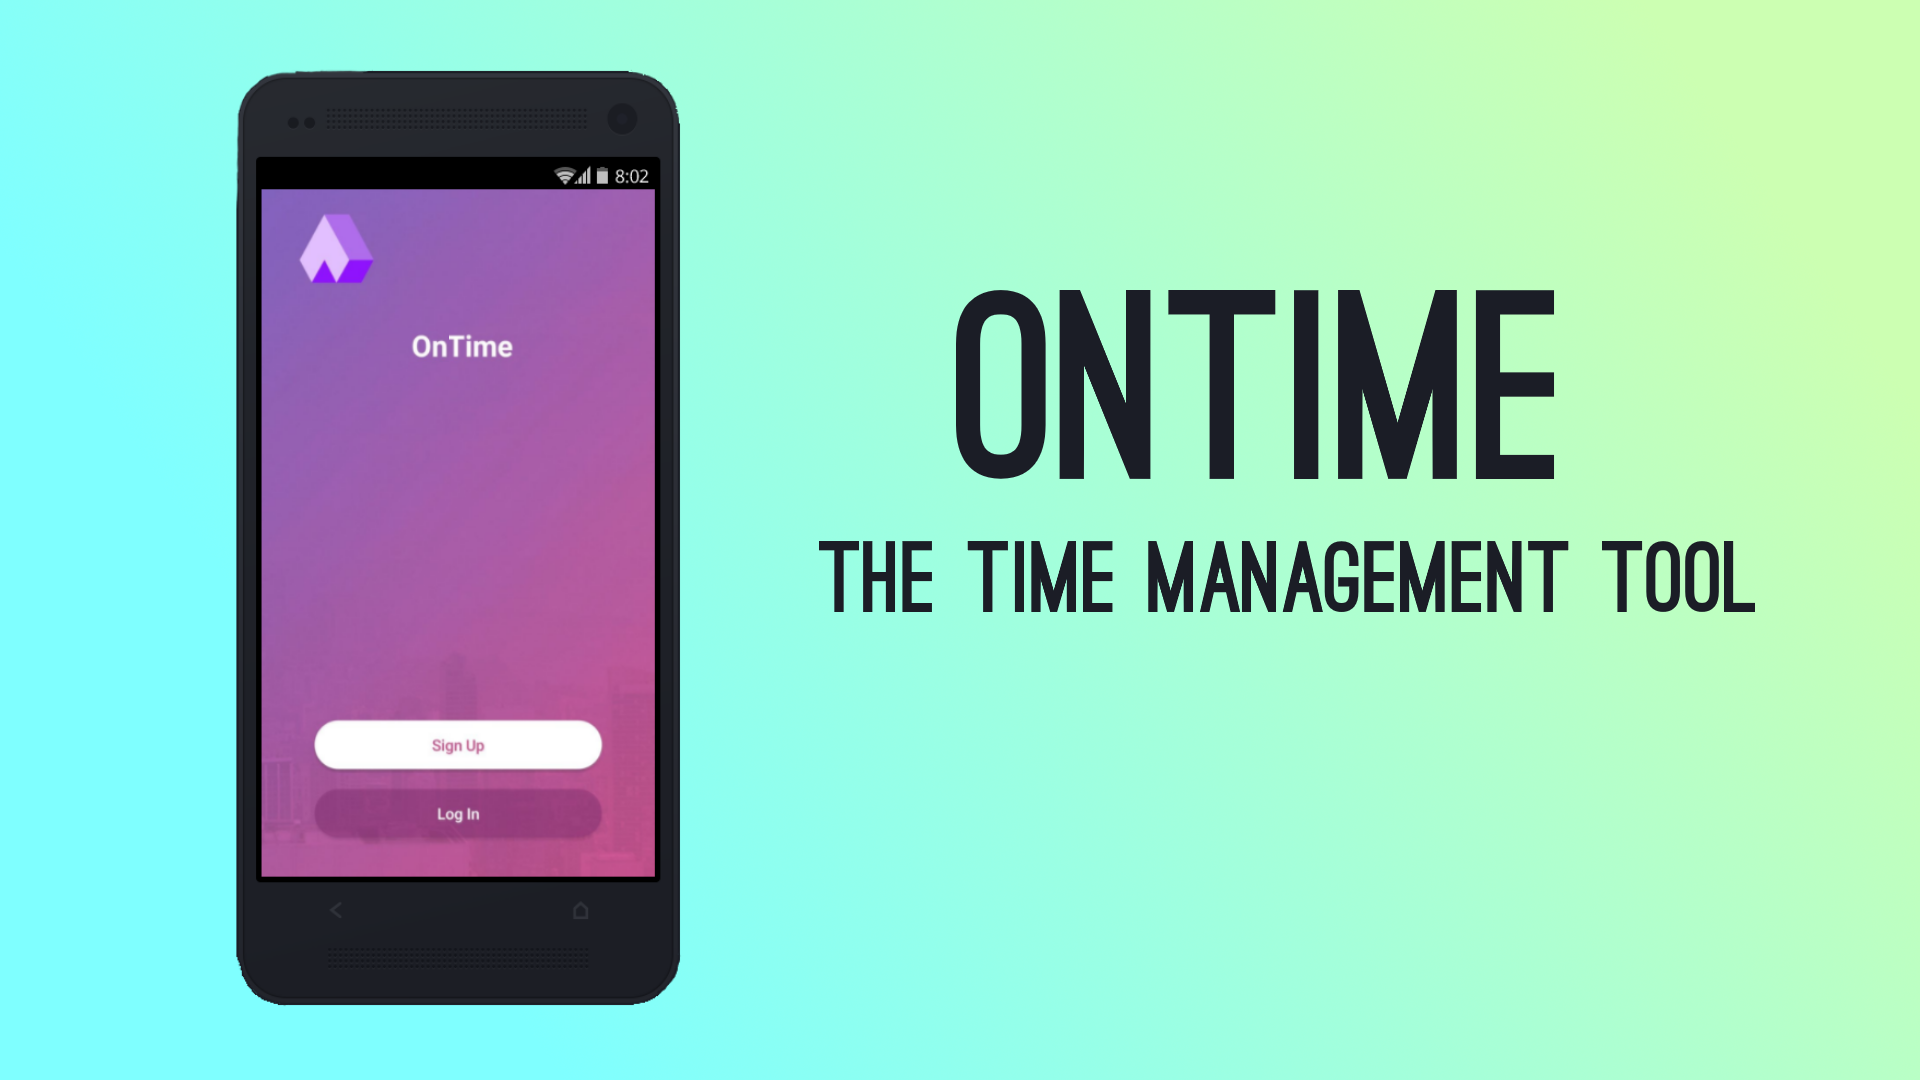 8:02
OnTime
Sign Up
Log In
ONTIME
THE TIME MANAGEMENT TOOL